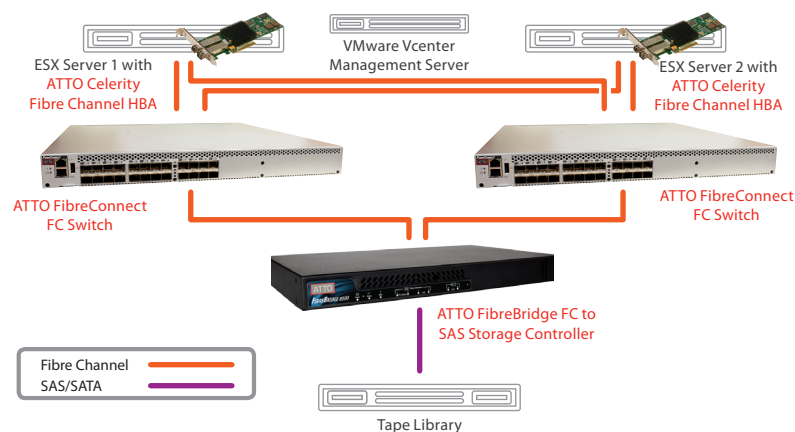 VMware Vcenter
Management Server
ESX Server 1 with
ATTO Celerity
Fibre Channel HBA
ESX Server 2 with
ATTO Celerity
Fibre Channel HBA
ATTO FibreConnect
FC Switch
ATTO FibreConnect
FC Switch
ATTO
FIBREBRIDGE 6500
ATTO FibreBridge FC to
SAS Storage Controller
Fibre Channel
SAS/SATA
Tape Library